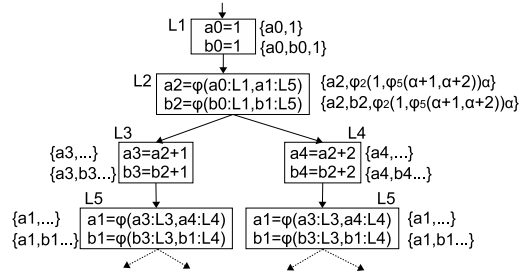 L1
a0=1 {a0,1}
b0=1 {a0,b0,1}
L2
a2=φ(a0:L1,a1:L5) {a2,φ₂(1,φ₅(α+1,α+2))α}
b2=φ(b0:L1,b1:L5) {a2,b2,φ₂(1,φ₅(α+1,α+2))α}
L3 L4
{a3,...} a3=a2+1 a4=a2+2 {a4,...}
{a3,b3...} b3=b2+1 b4=b2+2 {a4,b4...}
L5 L5
{a1,...} a1=φ(a3:L3,a4:L4) a1=φ(a3:L3,a4:L4) {a1,...}
{a1,b1...} b1=φ(b3:L3,b1:L4) b1=φ(b3:L3,b1:L4) {a1,b1...}